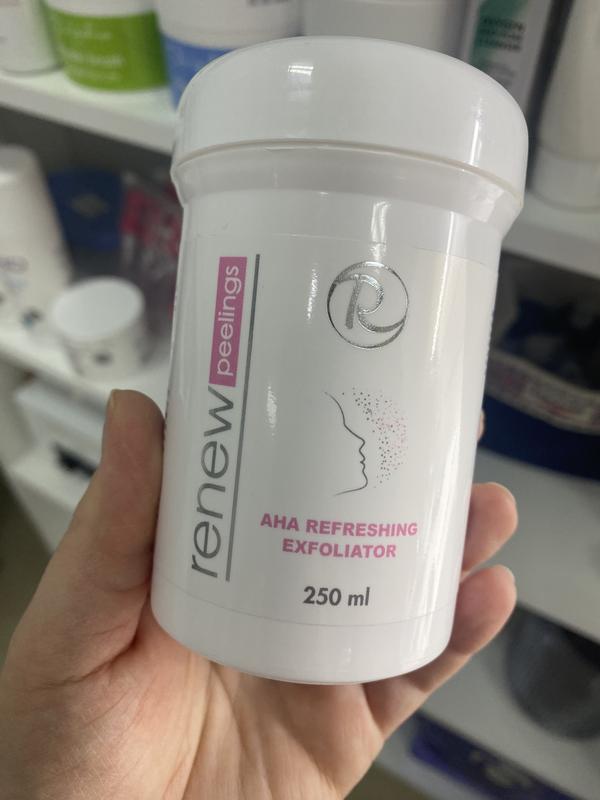 renew peelings
R
AHA REFRESHING
EXFOLIATOR
250 ml